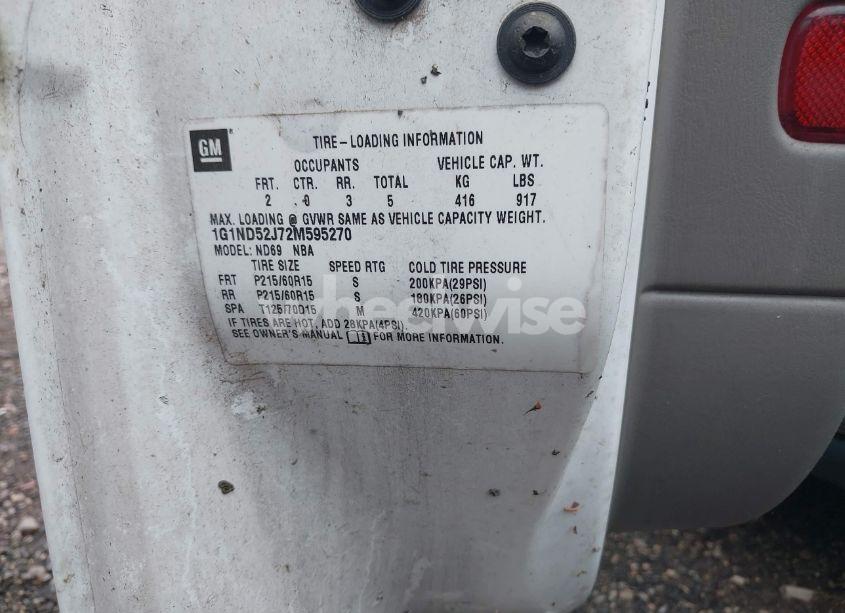 GM
TIRE-LOADING INFORMATION
OCCUPANTS VEHICLE CAP. WT.
FRT. CTR. RR. TOTAL KG LBS
2 0 3 5 416 917
MAX. LOADING @ GVWR SAME AS VEHICLE CAPACITY WEIGHT.
1G1ND52J72M595270
MODEL: ND69 NBA
TIRE SIZE SPEED RTG COLD TIRE PRESSURE
FRT P215/60R15 S 200KPA(29PSI)
RR P215/60R15 S 180KPA(26PSI)
SPA T125/70D15 M 420KPA(60PSI)
IF TIRES ARE HOT, ADD 28KPA(4PSI).
SEE OWNER'S MANUAL FOR MORE INFORMATION.